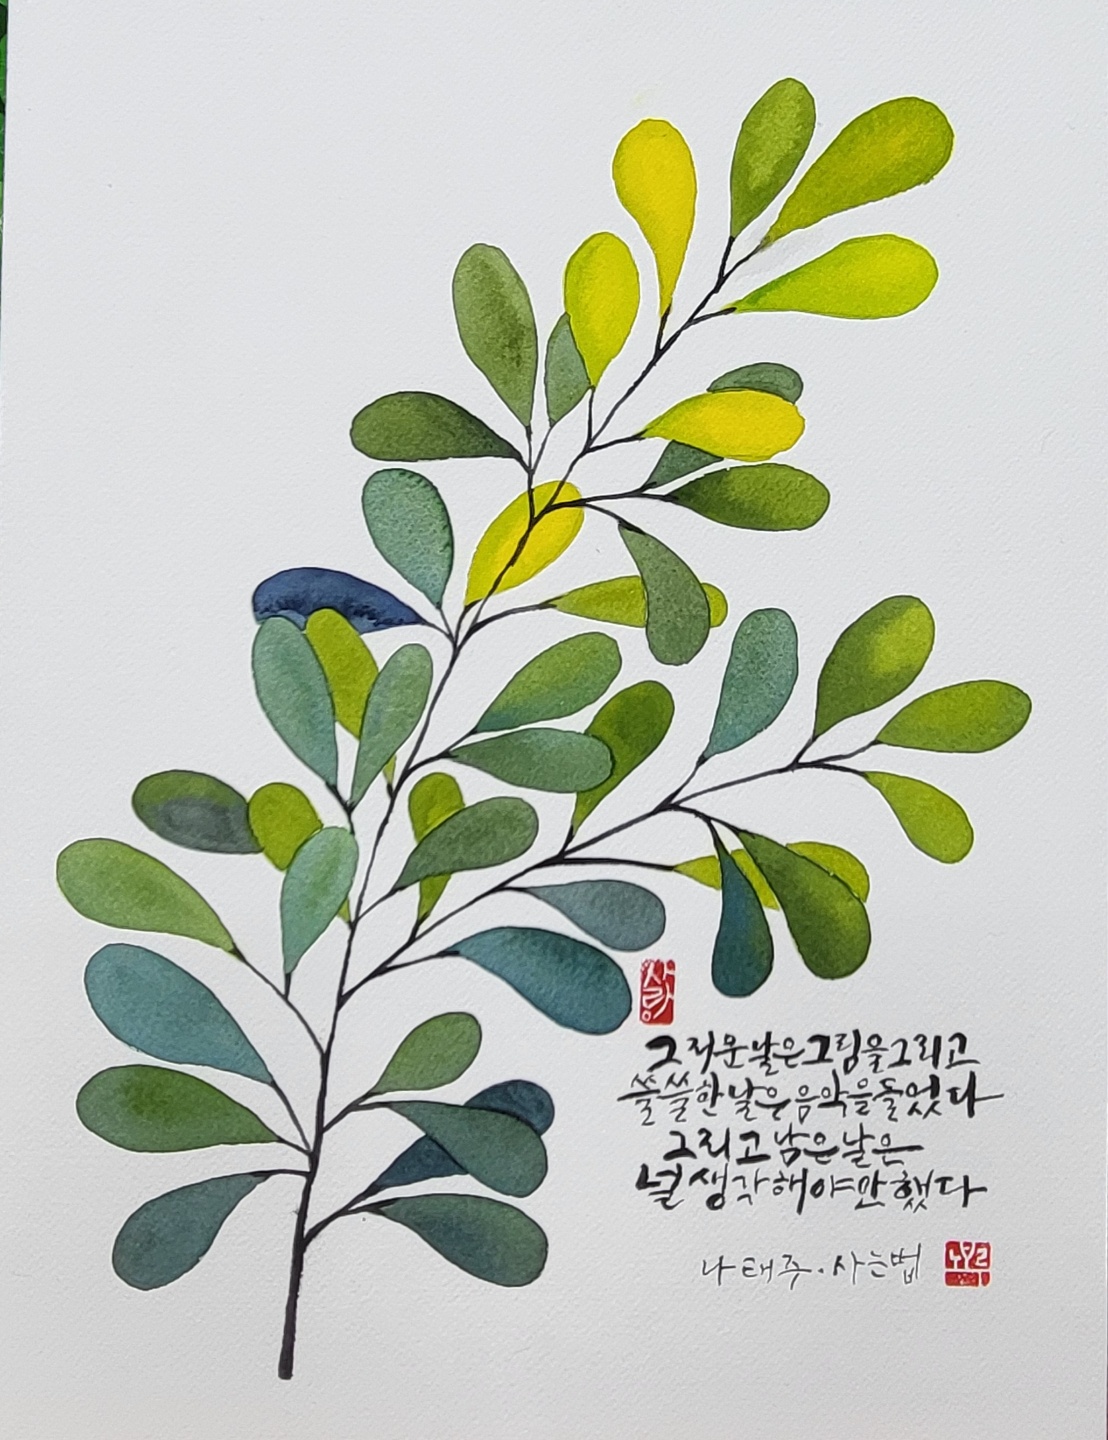 사랑
그리운 날은 그림을 그리고
쓸쓸한 날은 음악을 들었다
그리고 남은 날은
널 생각해야만 했다
나태주 · 사는 법